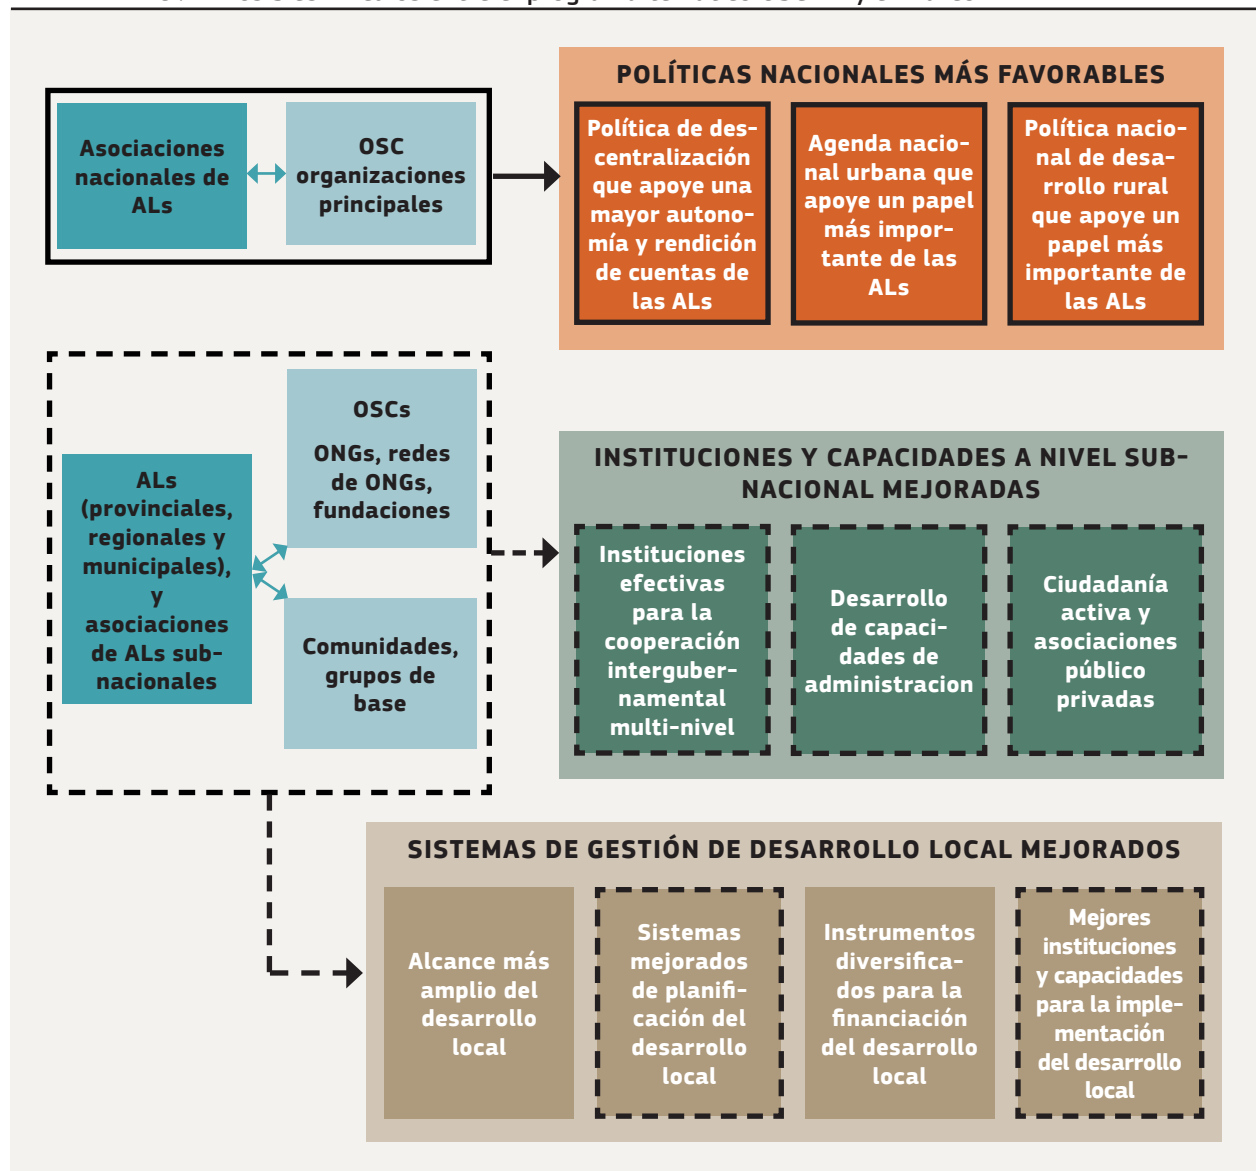 POLÍTICAS NACIONALES MÁS FAVORABLES
Asociaciones
nacionales de
ALs
OSC
organizaciones
principales
Política de des-
centralización
que apoye una
mayor autono-
mía y rendición
de cuentas de
las ALs
Agenda nacio-
nal urbana que
apoye un papel
más impor-
tante de las
ALs
Política nacio-
nal de desa-
rrollo rural
que apoye un
papel más
importante de
las ALs
ALs
(provinciales,
regionales y
municipales),
y
asociaciones
de ALs sub-
nacionales
OSCs
ONGs, redes
de ONGs,
fundaciones
Comunidades,
grupos de
base
INSTITUCIONES Y CAPACIDADES A NIVEL SUB-
NACIONAL MEJORADAS
Instituciones
efectivas
para la
cooperación
interguber-
namental
multi-nivel
Desarrollo
de capaci-
dades de
administracion
Ciudadanía
activa y
asociaciones
público
privadas
SISTEMAS DE GESTIÓN DE DESARROLLO LOCAL MEJORADOS
Alcance más
amplio del
desarrollo
local
Sistemas
mejorados
de planifi-
cación del
desarrollo
local
Instrumentos
diversifica-
dos para la
financiación
del desarrollo
local
Mejores
instituciones
y capacidades
para la imple-
mentación
del desarrollo
local